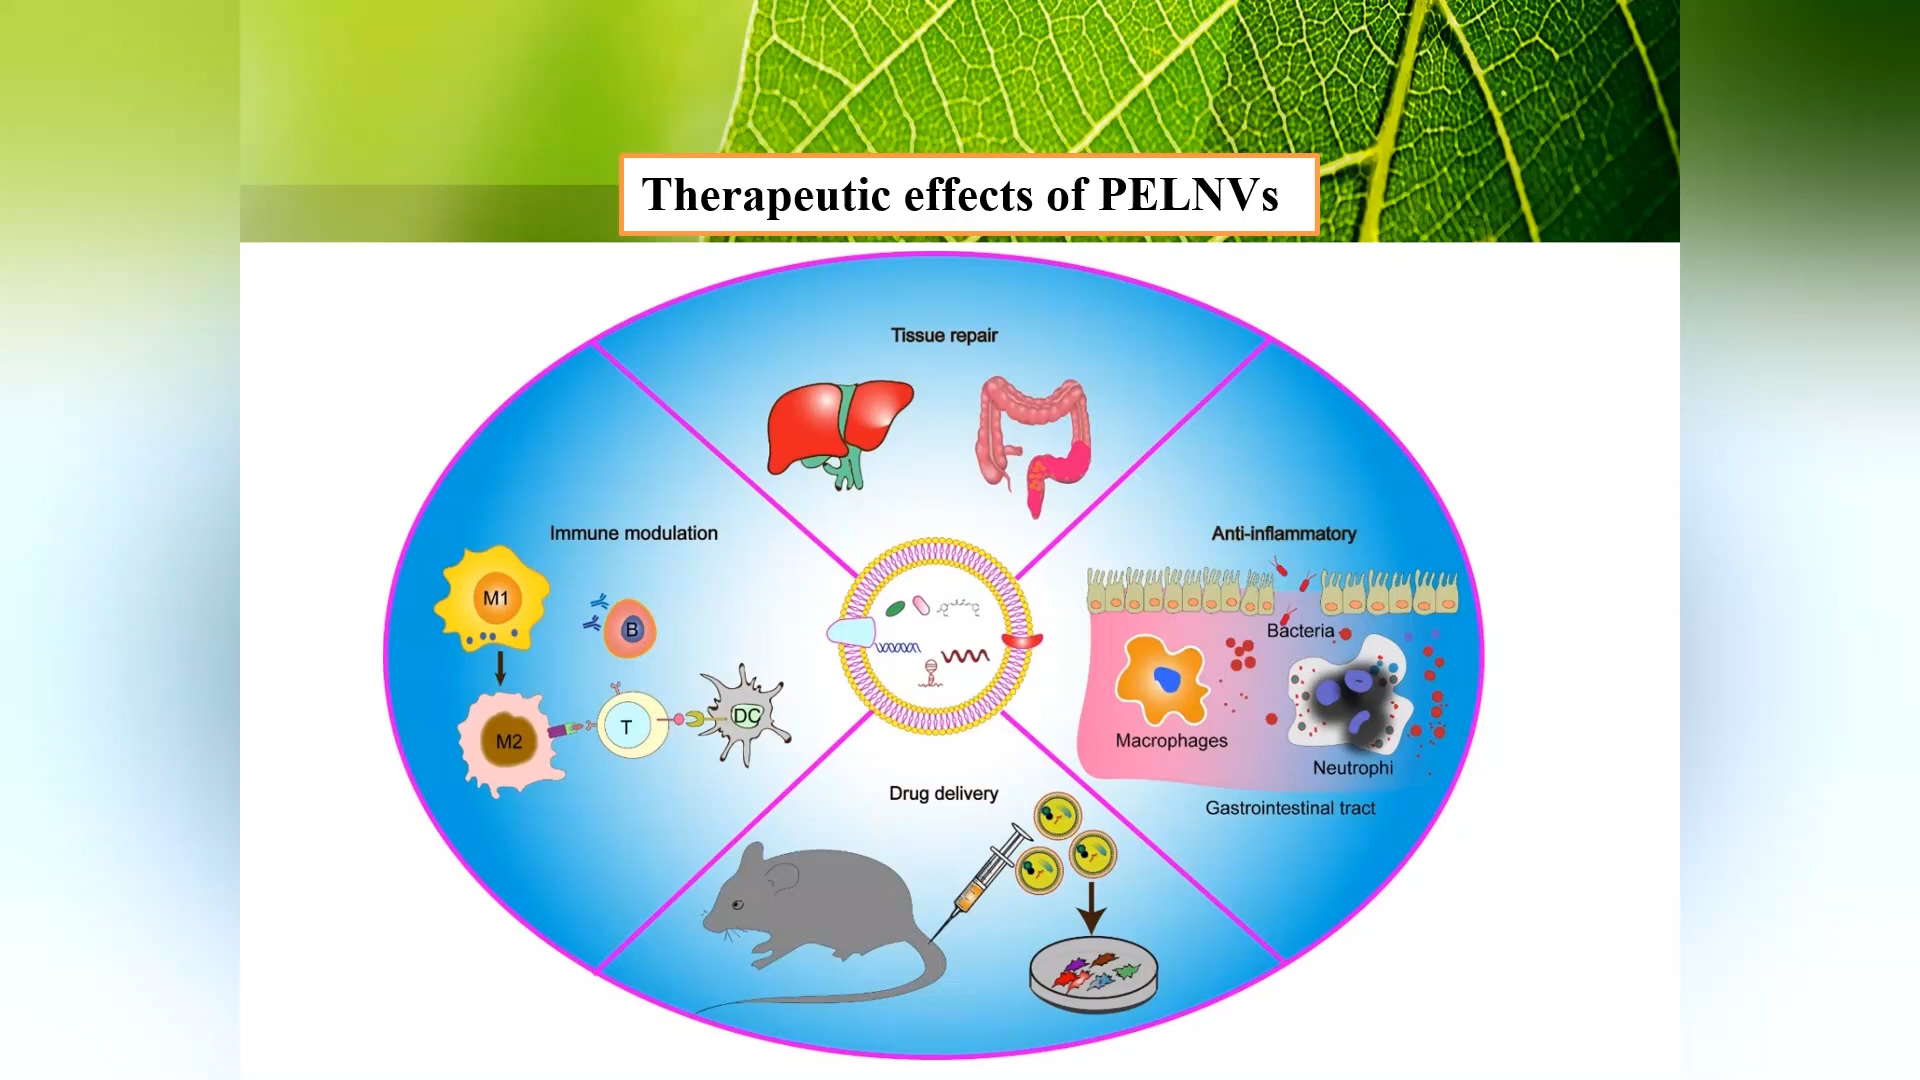 Therapeutic effects of PELNVs
Tissue repair
Immune modulation
M1
B
M2
T
DC
Anti-inflammatory
Bacteria
Macrophages
Neutrophi
Gastrointestinal tract
Drug delivery